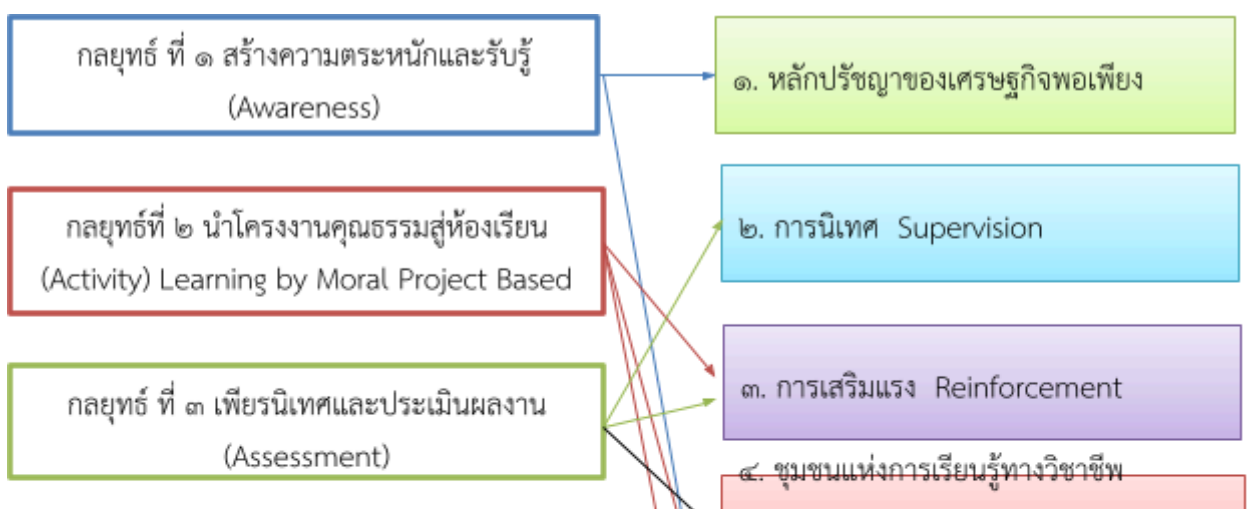 กลยุทธ์ ที่ ๑ สร้างความตระหนักและรับรู้
(Awareness)
๑. หลักปรัชญาของเศรษฐกิจพอเพียง
กลยุทธ์ที่ ๒ นำโครงงานคุณธรรมสู่ห้องเรียน
(Activity) Learning by Moral Project Based
๒. การนิเทศ Supervision
กลยุทธ์ ที่ ๓ เพียรนิเทศและประเมินผลงาน
(Assessment)
๓. การเสริมแรง Reinforcement
๔. ชุมชนแห่งการเรียนรู้ทางวิชาชีพ